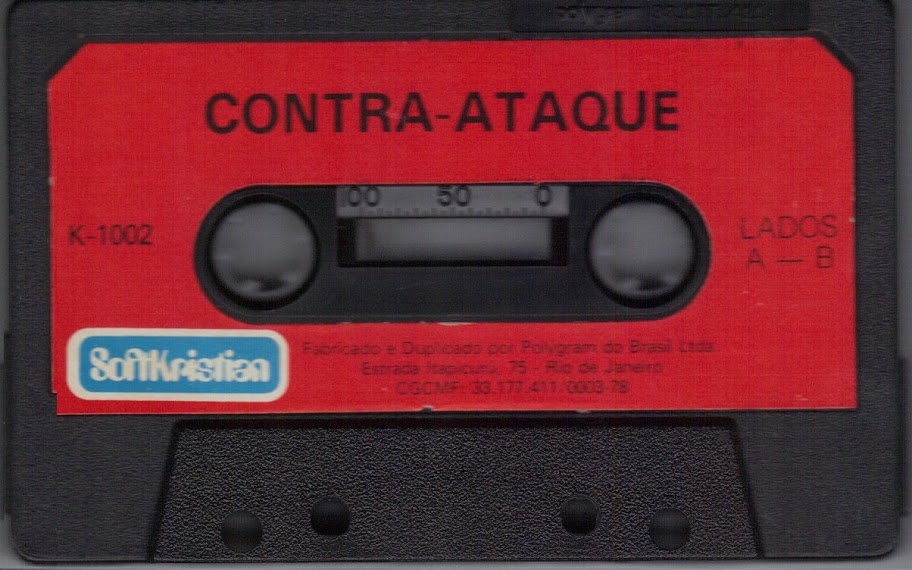 CONTRA-ATAQUE
100 50 0
K-1002
LADOS
A — B
SoftKristian
Fabricado e Duplicado por Polygram do Brasil Ltda.
Estrada Itapicuru, 75 - Rio de Janeiro
CGCMF: 33.177.411/0003-78